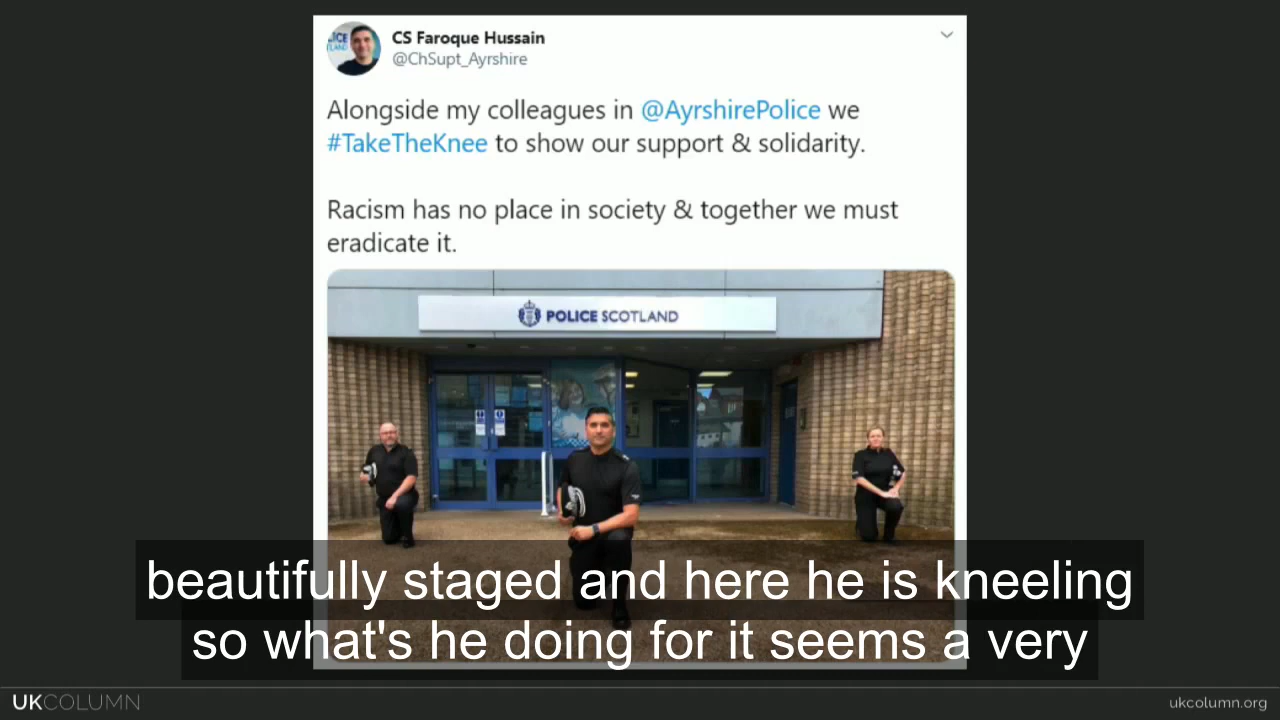 CS Faroque Hussain
@ChSupt_Ayrshire
Alongside my colleagues in @AyrshirePolice we
#TakeTheKnee to show our support & solidarity.
Racism has no place in society & together we must
eradicate it.
POLICE SCOTLAND
beautifully staged and here he is kneeling
so what's he doing for it seems a very
UKCOLUMN
ukcolumn.org